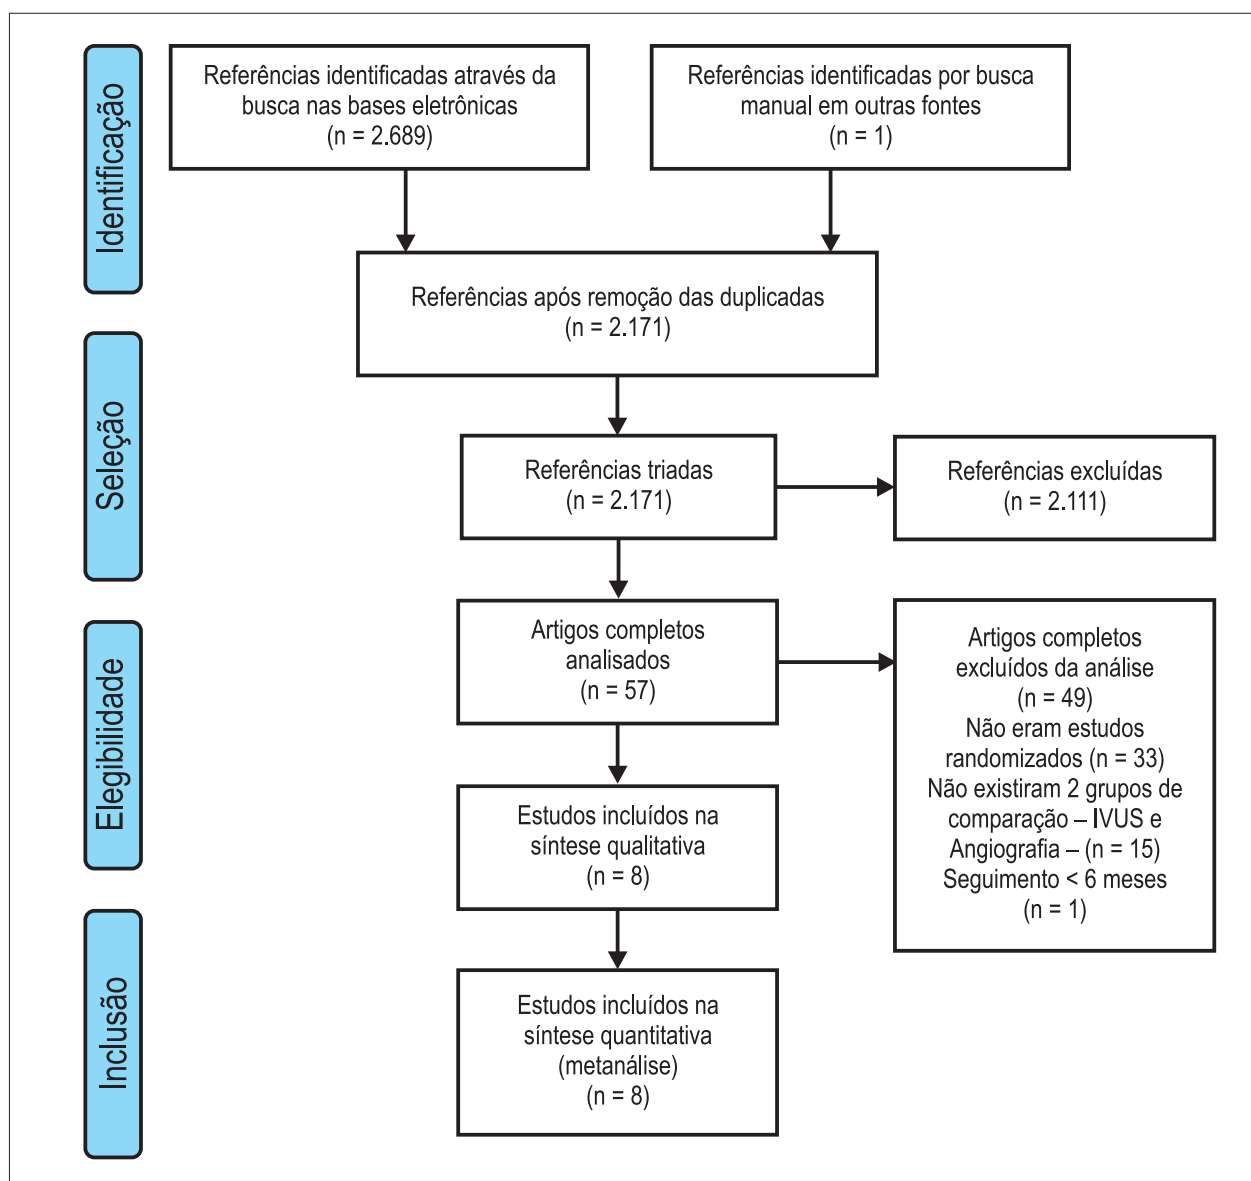 Identificação
Referências identificadas através da
busca nas bases eletrônicas
(n = 2.689)
Referências identificadas por busca
manual em outras fontes
(n = 1)
Referências após remoção das duplicadas
(n = 2.171)
Seleção
Referências triadas
(n = 2.171)
Referências excluídas
(n = 2.111)
Elegibilidade
Artigos completos
analisados
(n = 57)
Artigos completos
excluídos da análise
(n = 49)
Não eram estudos
randomizados (n = 33)
Não existiram 2 grupos de
comparação – IVUS e
Angiografia – (n = 15)
Seguimento < 6 meses
(n = 1)
Estudos incluídos na
síntese qualitativa
(n = 8)
Inclusão
Estudos incluídos na
síntese quantitativa
(metanálise)
(n = 8)